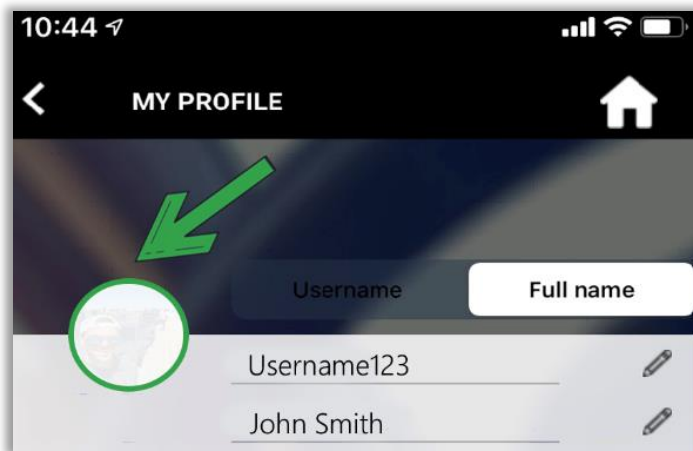 10:44
MY PROFILE
Username Full name
Username123
John Smith